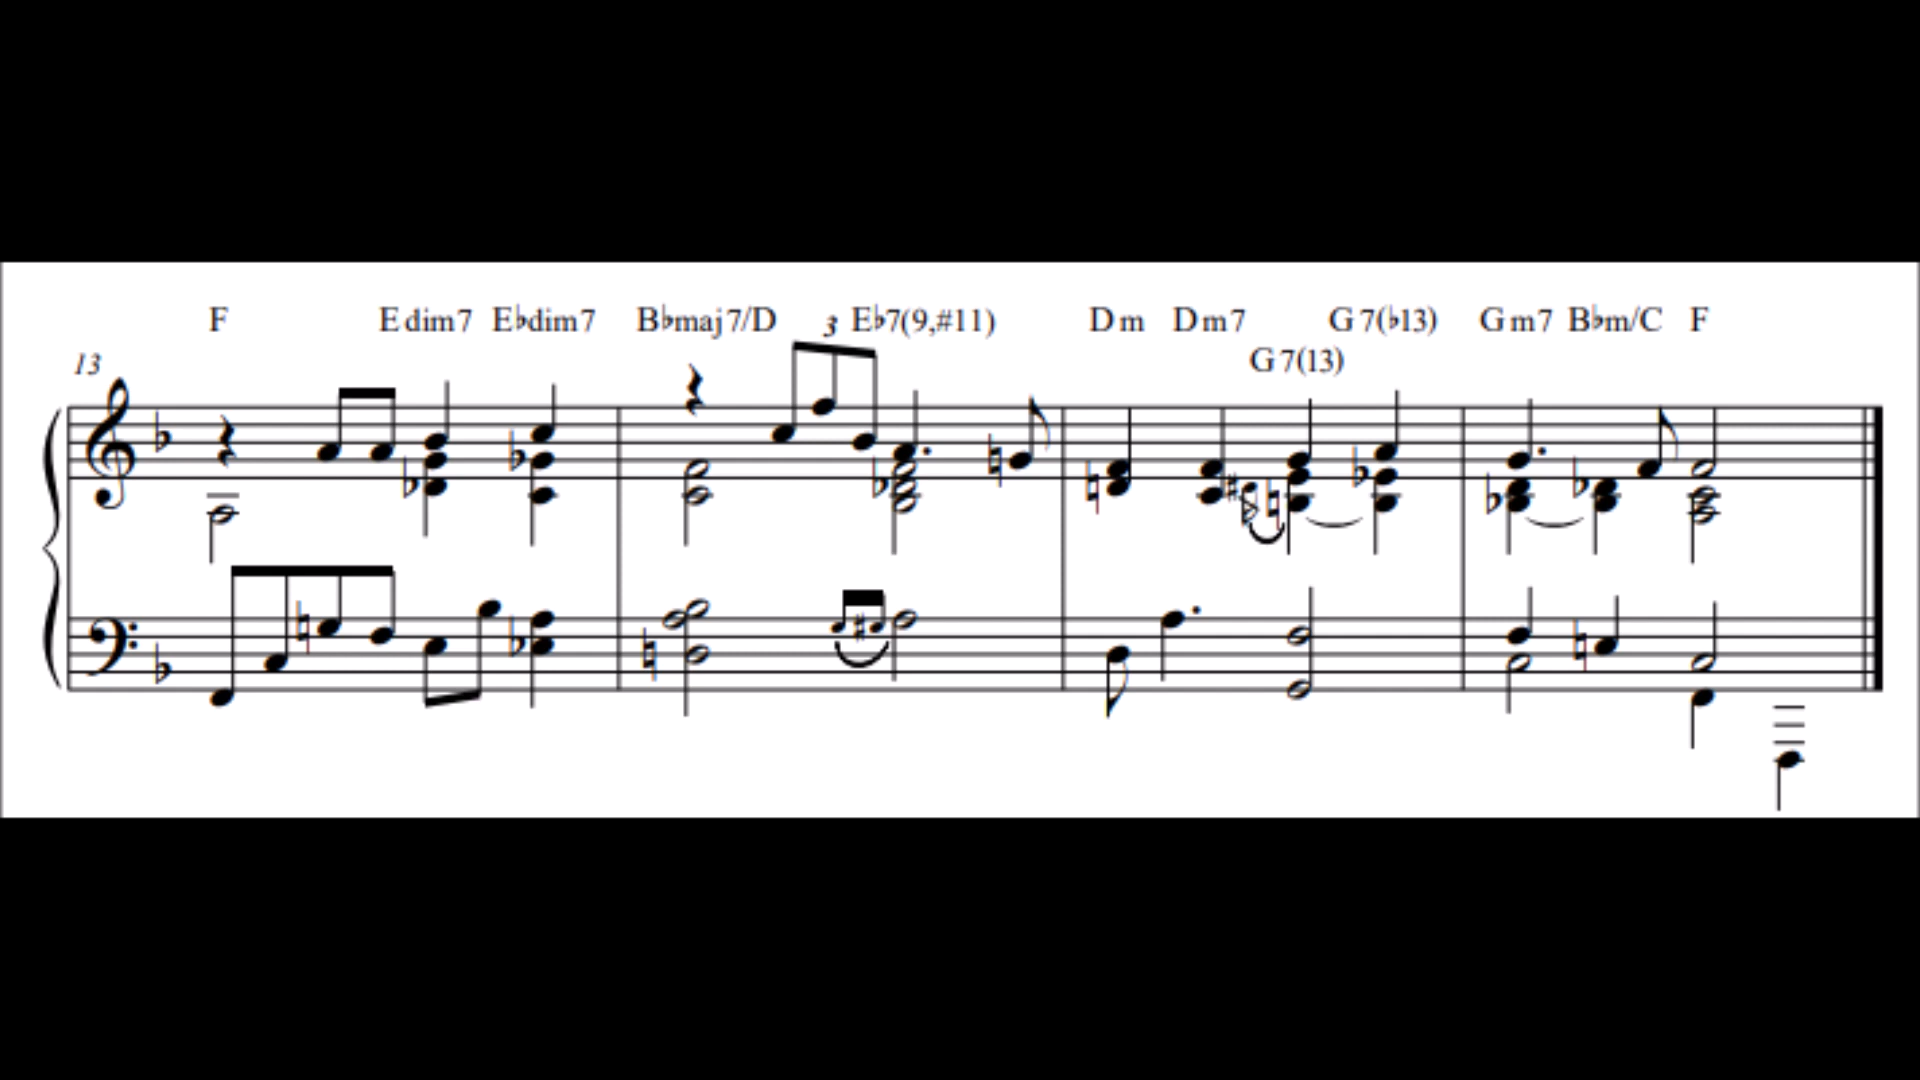 F Edim7 E♭dim7 B♭maj7/D 3 E♭7(9,#11) Dm Dm7 G7(♭13) Gm7 B♭m/C F
G7(13)
13